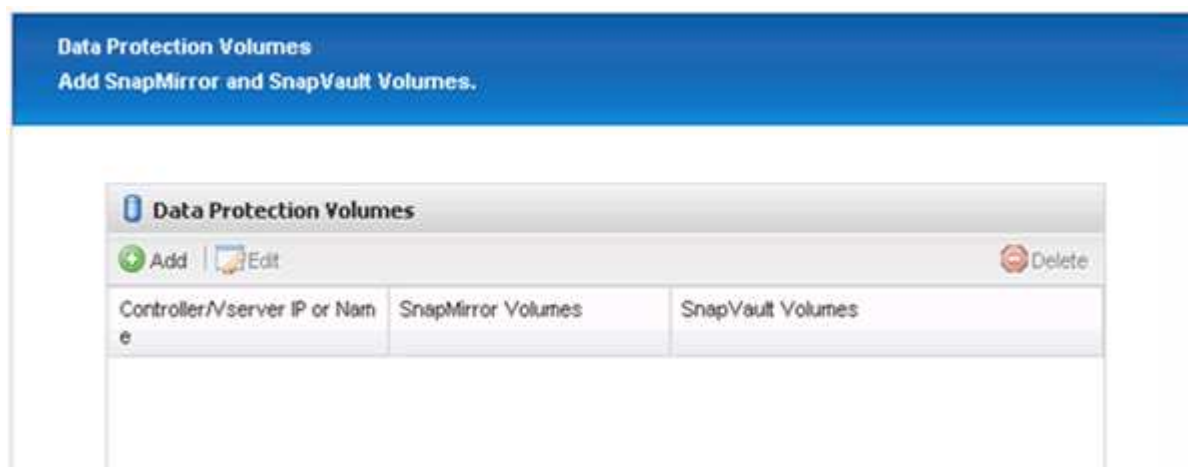 Data Protection Volumes
Add SnapMirror and SnapVault Volumes.
Data Protection Volumes
Add Edit Delete
Controller/Vserver IP or Nam SnapMirror Volumes SnapVault Volumes
e